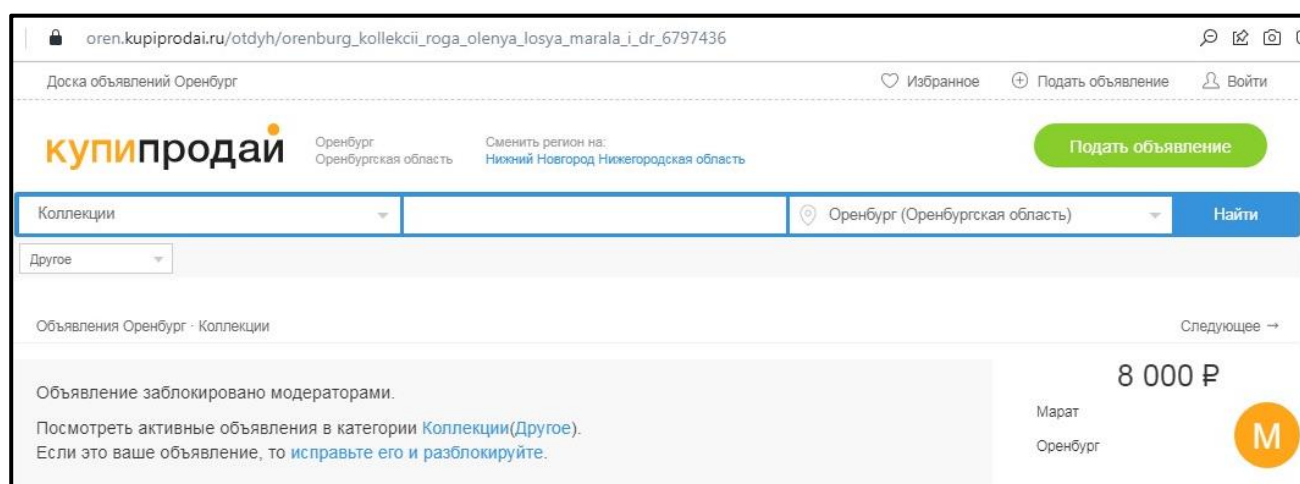 oren.kupiprodai.ru/otdyh/orenburg_kollekcii_roga_olenya_losya_marala_i_dr_6797436
Доска объявлений Оренбург
Избранное
Подать объявление
Войти
купипродай
Оренбург
Оренбургская область
Сменить регион на:
Нижний Новгород Нижегородская область
Подать объявление
Коллекции
Оренбург (Оренбургская область)
Найти
Другое
Объявления Оренбург · Коллекции
Следующее →
Объявление заблокировано модераторами.
Посмотреть активные объявления в категории Коллекции(Другое).
Если это ваше объявление, то исправьте его и разблокируйте.
8 000 ₽
Марат
Оренбург
М